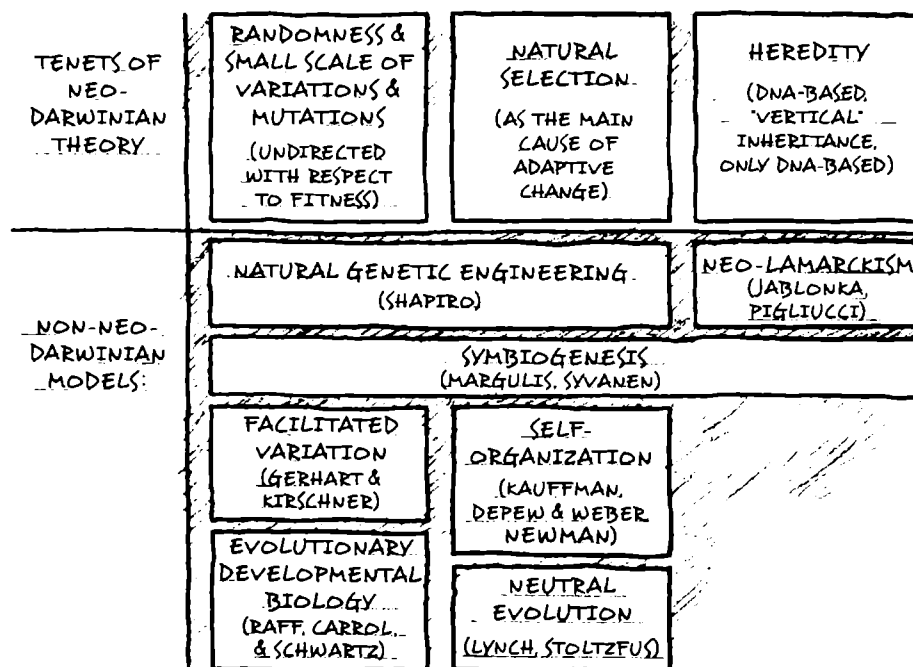 TENETS OF
NEO-
DARWINIAN
THEORY
RANDOMNESS &
SMALL SCALE OF
VARIATIONS &
MUTATIONS
(UNDIRECTED
WITH RESPECT
TO FITNESS)
NATURAL
SELECTION
(AS THE MAIN
CAUSE OF
ADAPTIVE
CHANGE)
HEREDITY
(DNA-BASED,
"VERTICAL"
INHERITANCE,
ONLY DNA-BASED)
NON-NEO-
DARWINIAN
MODELS:
NATURAL GENETIC ENGINEERING
(SHAPIRO)
NEO-LAMARCKISM
(JABLONKA,
PIGLIUCCI)
SYMBIOGENESIS
(MARGULIS, SYVANEN)
FACILITATED
VARIATION
(GERHART &
KIRSCHNER)
SELF-
ORGANIZATION
(KAUFFMAN,
DEPEW & WEBER
NEWMAN)
EVOLUTIONARY
DEVELOPMENTAL
BIOLOGY
(RAFF, CARROL,
& SCHWARTZ)
NEUTRAL
EVOLUTION
(LYNCH, STOLTZFUS)